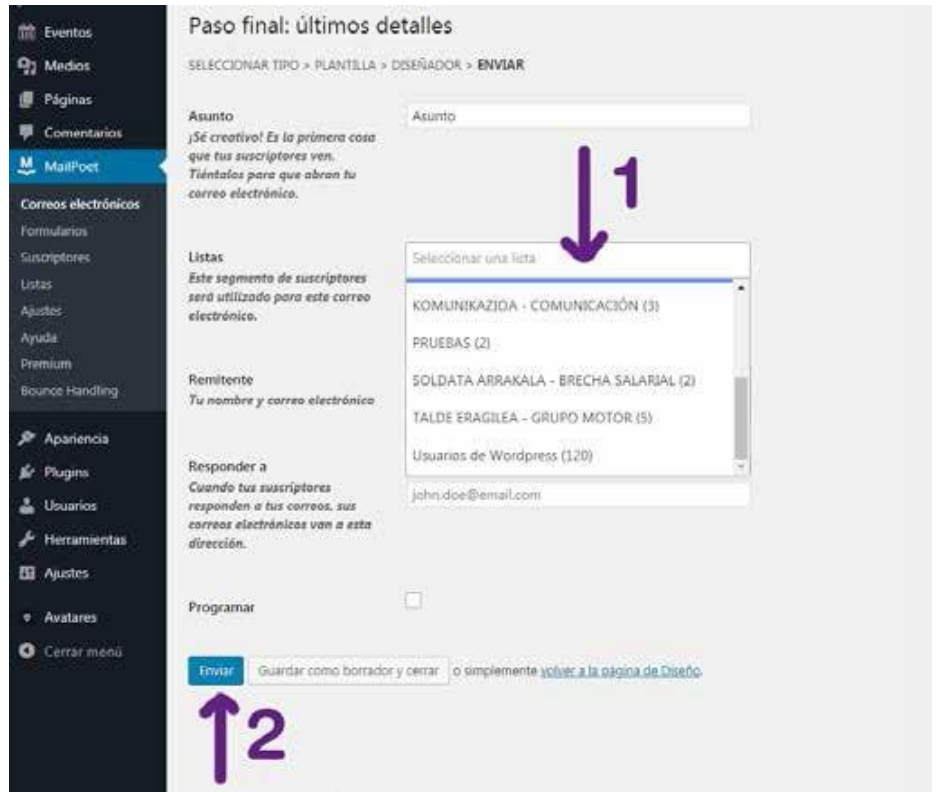 Eventos
Medios
Páginas
Comentarios
MailPoet
Correos electrónicos
Formularios
Suscriptores
Listas
Ajustes
Ayuda
Premium
Bounce Handling
Apariencia
Plugins
Usuarios
Herramientas
Ajustes
Avatares
Cerrar menú
Paso final: últimos detalles
SELECCIONAR TIPO > PLANTILLA > DISEÑADOR > ENVIAR
Asunto
¡Sé creativo! Es la primera cosa
que tus suscriptores ven.
Tiéntalos para que abran tu
correo electrónico.
Asunto
1
Listas
Este segmento de suscriptores
será utilizado para este correo
electrónico.
Seleccionar una lista
KOMUNIKAZIOA - COMUNICACIÓN (3)
PRUEBAS (2)
SOLDATA ARRAKALA - BRECHA SALARIAL (2)
TALDE ERAGILEA - GRUPO MOTOR (5)
Usuarios de Wordpress (120)
Remitente
Tu nombre y correo electrónico
Responder a
Cuando tus suscriptores
responden a tus correos, sus
correos electrónicos van a esta
dirección.
john.doe@email.com
Programar
Enviar Guardar como borrador y cerrar o simplemente volver a la página de Diseño.
2